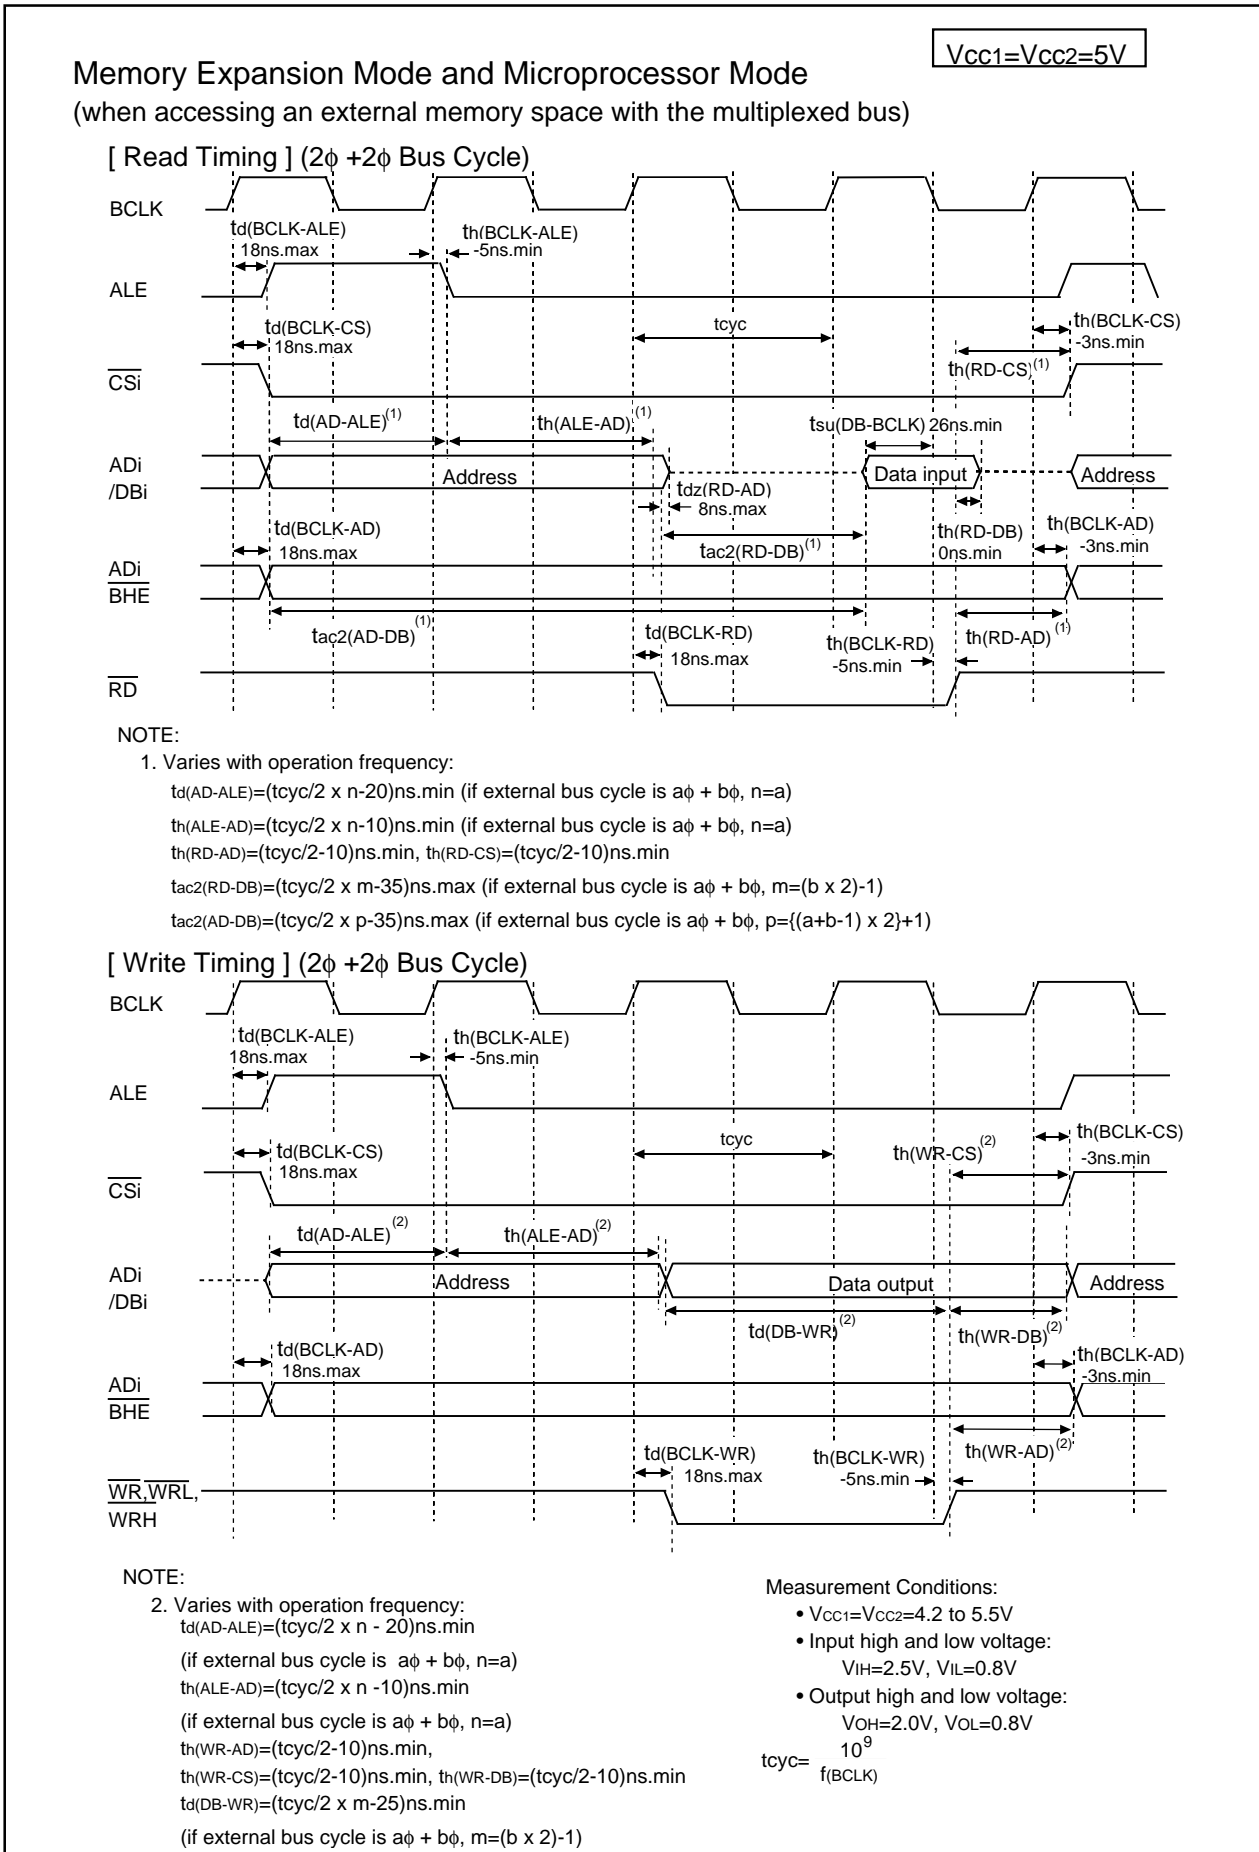 Vcc1=Vcc2=5V
Memory Expansion Mode and Microprocessor Mode
(when accessing an external memory space with the multiplexed bus)
[ Read Timing ] (2ϕ +2ϕ Bus Cycle)
BCLK
td(BCLK-ALE)
18ns.max
th(BCLK-ALE)
-5ns.min
ALE
td(BCLK-CS)
18ns.max
tcyc
th(BCLK-CS)
-3ns.min
th(RD-CS)(1)
CSi
td(AD-ALE)(1)
th(ALE-AD)(1)
tsu(DB-BCLK) 26ns.min
ADi
/DBi
Address
Data input
Address
tdz(RD-AD)
8ns.max
td(BCLK-AD)
18ns.max
tac2(RD-DB)(1)
th(RD-DB)
0ns.min
th(BCLK-AD)
-3ns.min
ADi
BHE
tac2(AD-DB)(1)
td(BCLK-RD)
18ns.max
th(BCLK-RD)
-5ns.min
th(RD-AD)(1)
RD
NOTE:
1. Varies with operation frequency:
td(AD-ALE)=(tcyc/2 x n-20)ns.min (if external bus cycle is aϕ + bϕ, n=a)
th(ALE-AD)=(tcyc/2 x n-10)ns.min (if external bus cycle is aϕ + bϕ, n=a)
th(RD-AD)=(tcyc/2-10)ns.min, th(RD-CS)=(tcyc/2-10)ns.min
tac2(RD-DB)=(tcyc/2 x m-35)ns.max (if external bus cycle is aϕ + bϕ, m=(b x 2)-1)
tac2(AD-DB)=(tcyc/2 x p-35)ns.max (if external bus cycle is aϕ + bϕ, p={(a+b-1) x 2}+1)
[ Write Timing ] (2ϕ +2ϕ Bus Cycle)
BCLK
td(BCLK-ALE)
18ns.max
th(BCLK-ALE)
-5ns.min
ALE
td(BCLK-CS)
18ns.max
tcyc
th(WR-CS)(2)
th(BCLK-CS)
-3ns.min
CSi
td(AD-ALE)(2)
th(ALE-AD)(2)
ADi
/DBi
Address
Data output
Address
td(DB-WR)(2)
th(WR-DB)(2)
td(BCLK-AD)
18ns.max
th(BCLK-AD)
-3ns.min
ADi
BHE
td(BCLK-WR)
18ns.max
th(BCLK-WR)
-5ns.min
th(WR-AD)(2)
WR,WRL,
WRH
NOTE:
2. Varies with operation frequency:
td(AD-ALE)=(tcyc/2 x n - 20)ns.min
(if external bus cycle is aϕ + bϕ, n=a)
th(ALE-AD)=(tcyc/2 x n -10)ns.min
(if external bus cycle is aϕ + bϕ, n=a)
th(WR-AD)=(tcyc/2-10)ns.min,
th(WR-CS)=(tcyc/2-10)ns.min, th(WR-DB)=(tcyc/2-10)ns.min
td(DB-WR)=(tcyc/2 x m-25)ns.min
(if external bus cycle is aϕ + bϕ, m=(b x 2)-1)
Measurement Conditions:
• VCC1=VCC2=4.2 to 5.5V
• Input high and low voltage:
VIH=2.5V, VIL=0.8V
• Output high and low voltage:
VOH=2.0V, VOL=0.8V
tcyc= 10^9
f(BCLK)